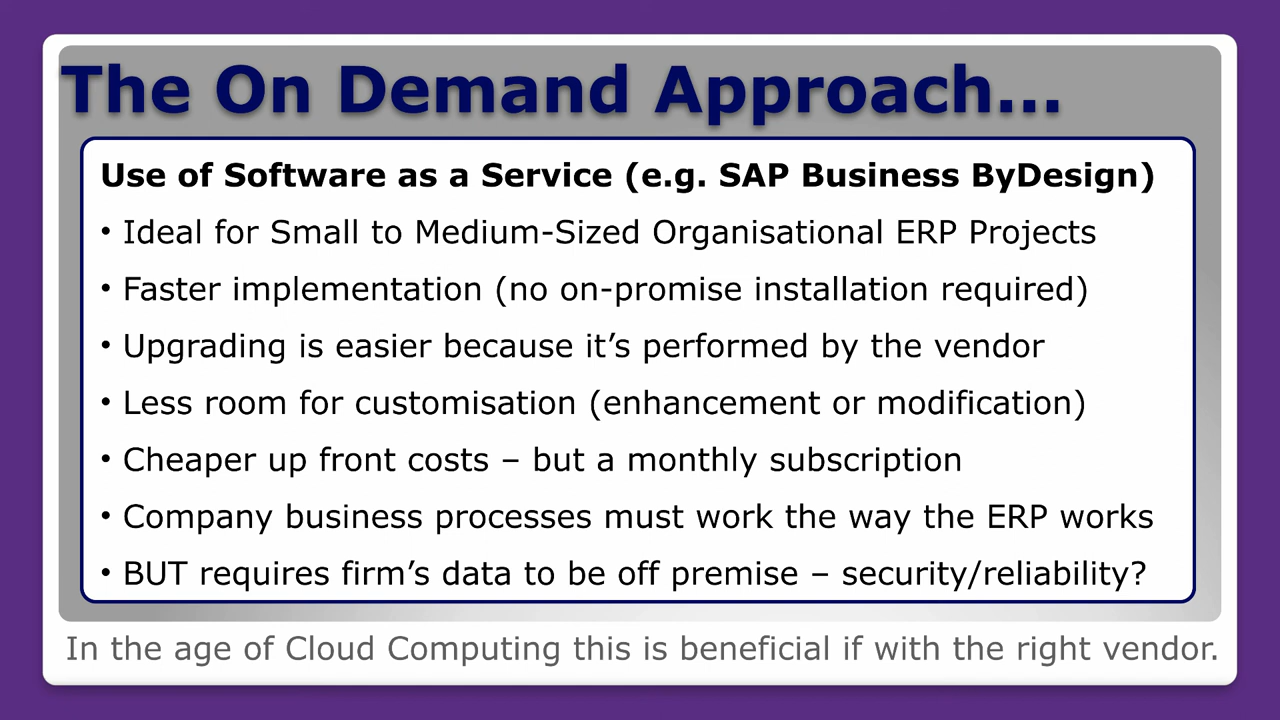 The On Demand Approach...
Use of Software as a Service (e.g. SAP Business ByDesign)
• Ideal for Small to Medium-Sized Organisational ERP Projects
• Faster implementation (no on-promise installation required)
• Upgrading is easier because it’s performed by the vendor
• Less room for customisation (enhancement or modification)
• Cheaper up front costs – but a monthly subscription
• Company business processes must work the way the ERP works
• BUT requires firm’s data to be off premise – security/reliability?
In the age of Cloud Computing this is beneficial if with the right vendor.